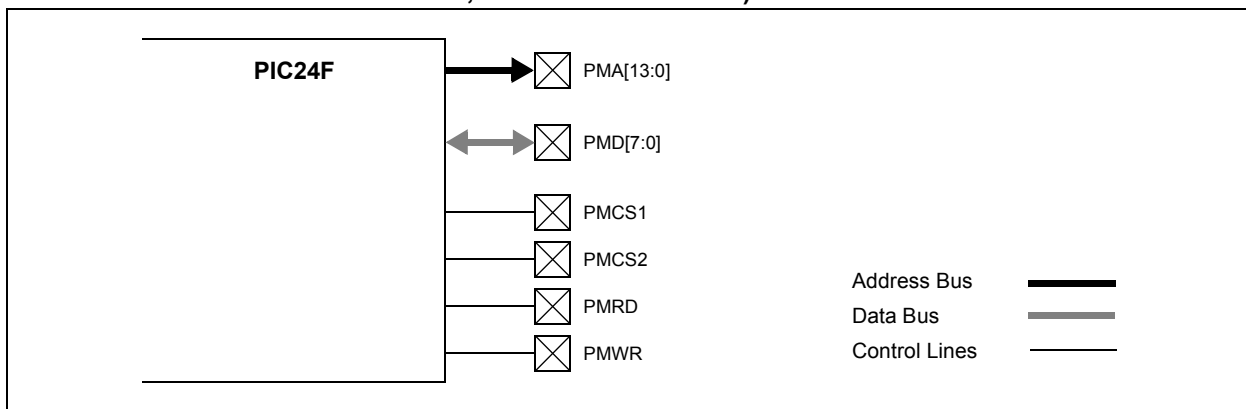 PIC24F
PMA[13:0]
PMD[7:0]
PMCS1
PMCS2
PMRD
PMWR
Address Bus
Data Bus
Control Lines